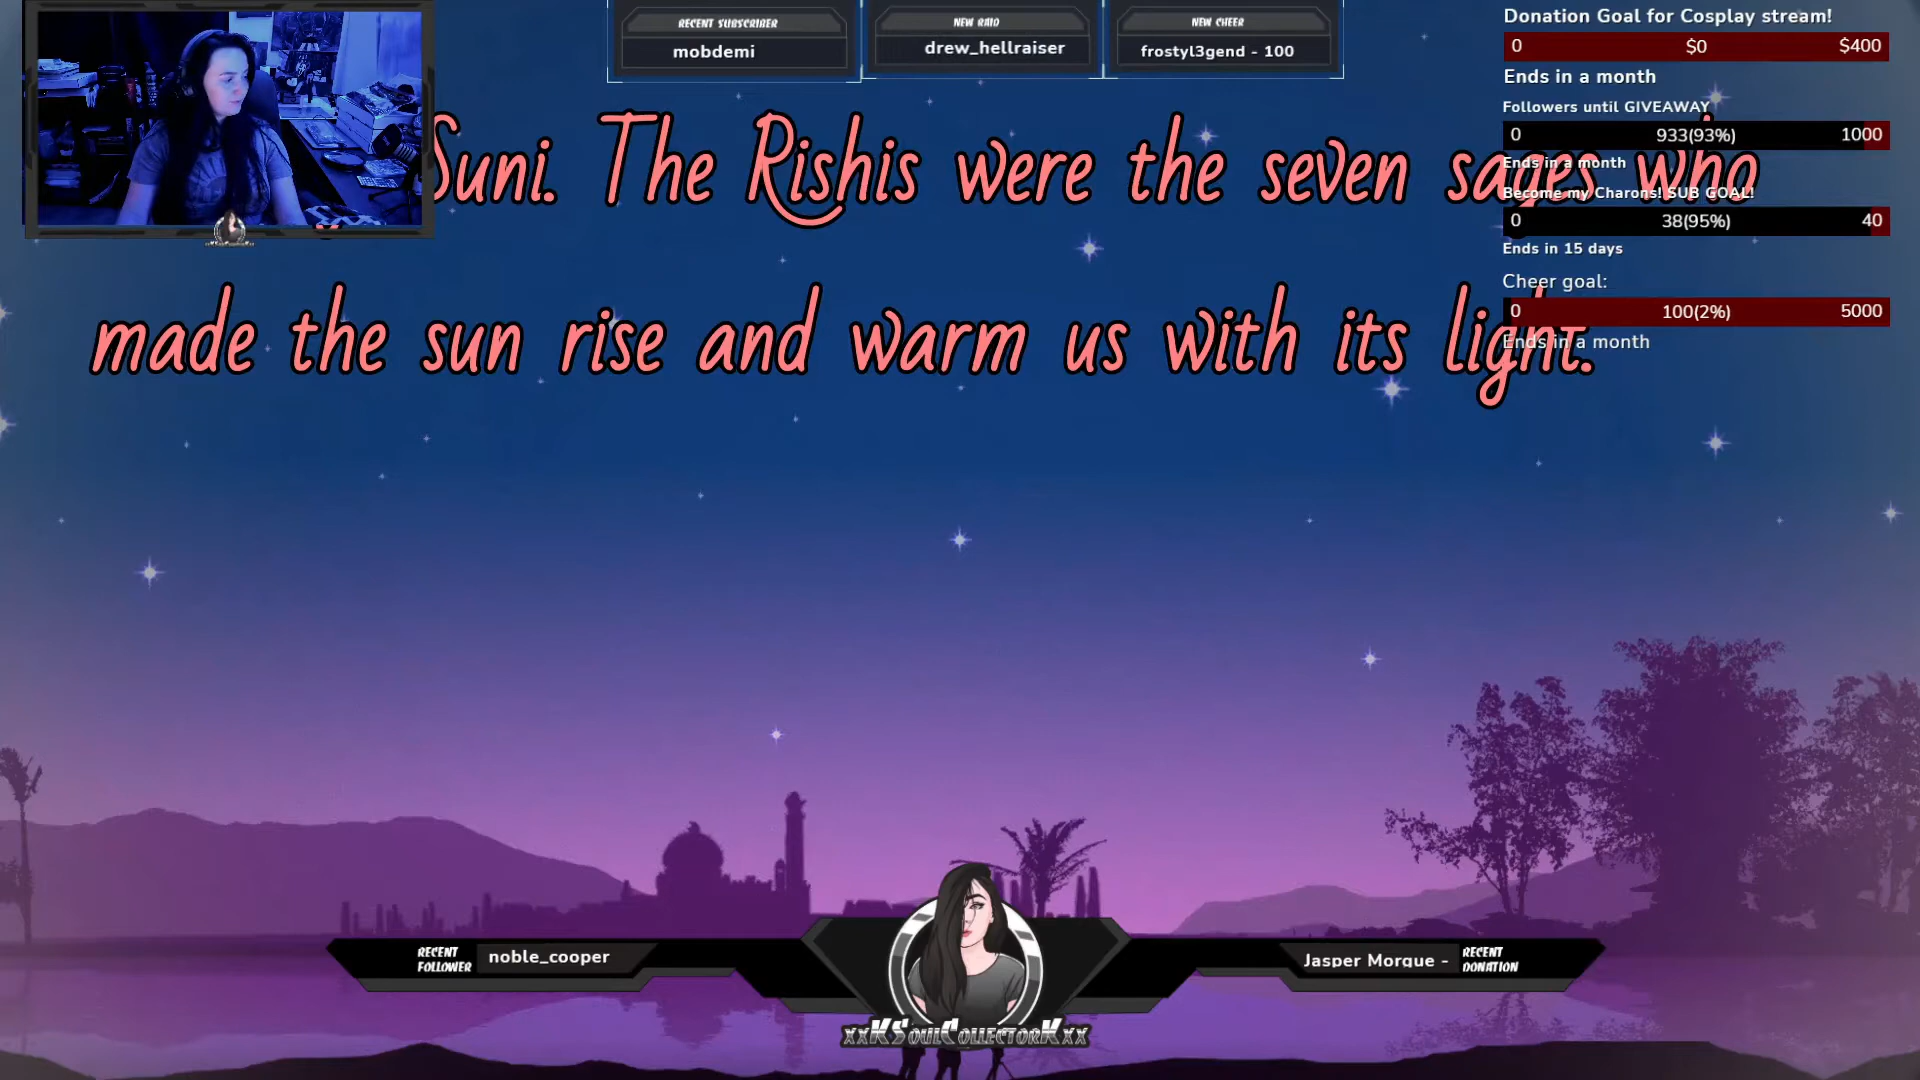 RECENT SUBSCRIBER
mobdemi
NEW RAID
drew_hellraiser
NEW CHEER
frostyl3gend - 100
Donation Goal for Cosplay stream!
0 $0 $400
Ends in a month
Followers until GIVEAWAY
0 933(93%) 1000
Ends in a month
Become my Charons! SUB GOAL!
0 38(95%) 40
Ends in 15 days
Cheer goal:
0 100(2%) 5000
Ends in a month
Suni. The Rishis were the seven sages who
made the sun rise and warm us with its light.
RECENT FOLLOWER
noble_cooper
Jasper Morgue -
RECENT DONATION
xxKSoulCollectorKxx